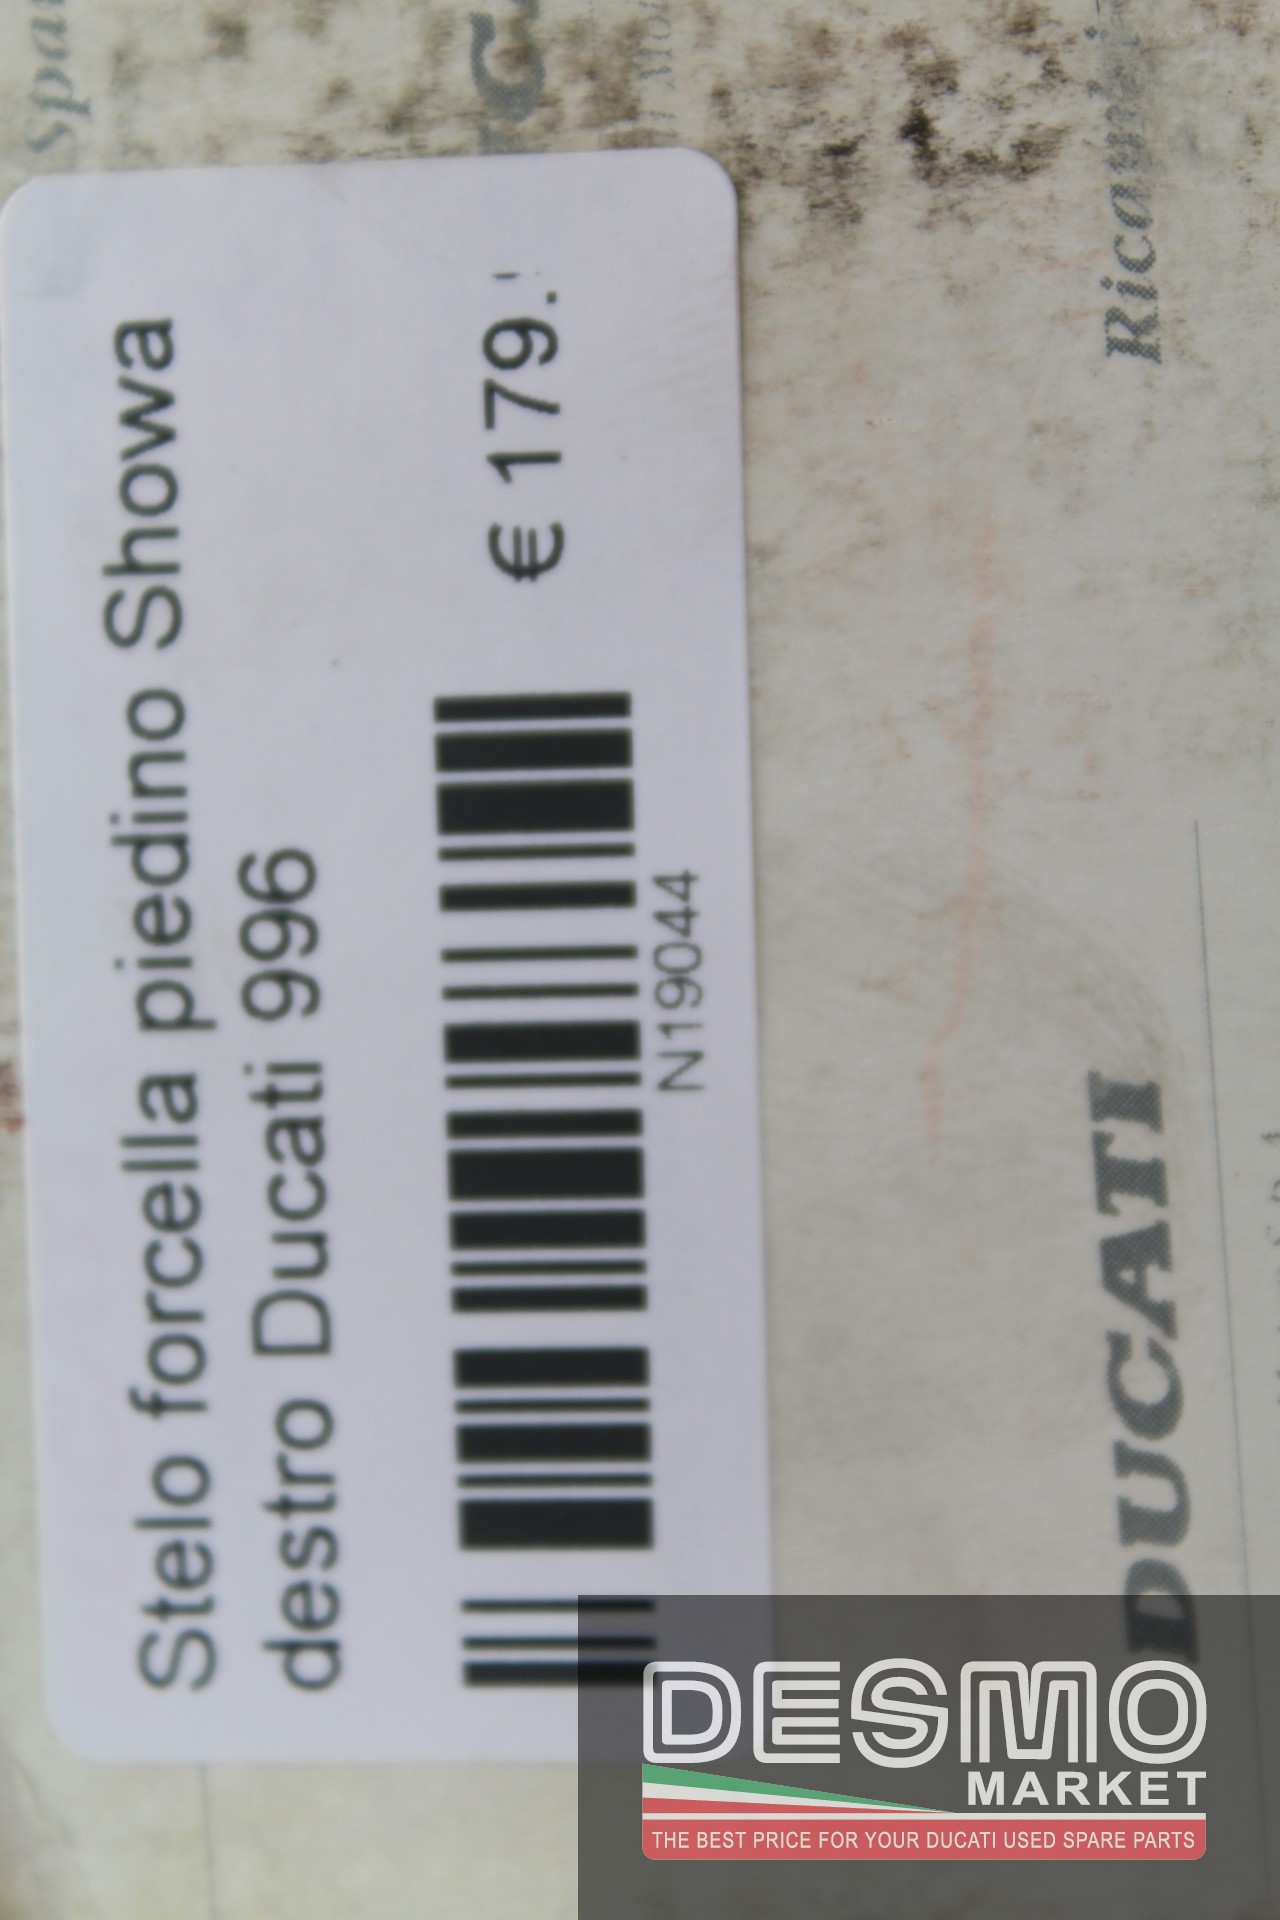 Stelo forcella piedino Showa
destro Ducati 996
€ 179.
N19044
DUCATI
DESMO
MARKET
THE BEST PRICE FOR YOUR DUCATI USED SPARE PARTS